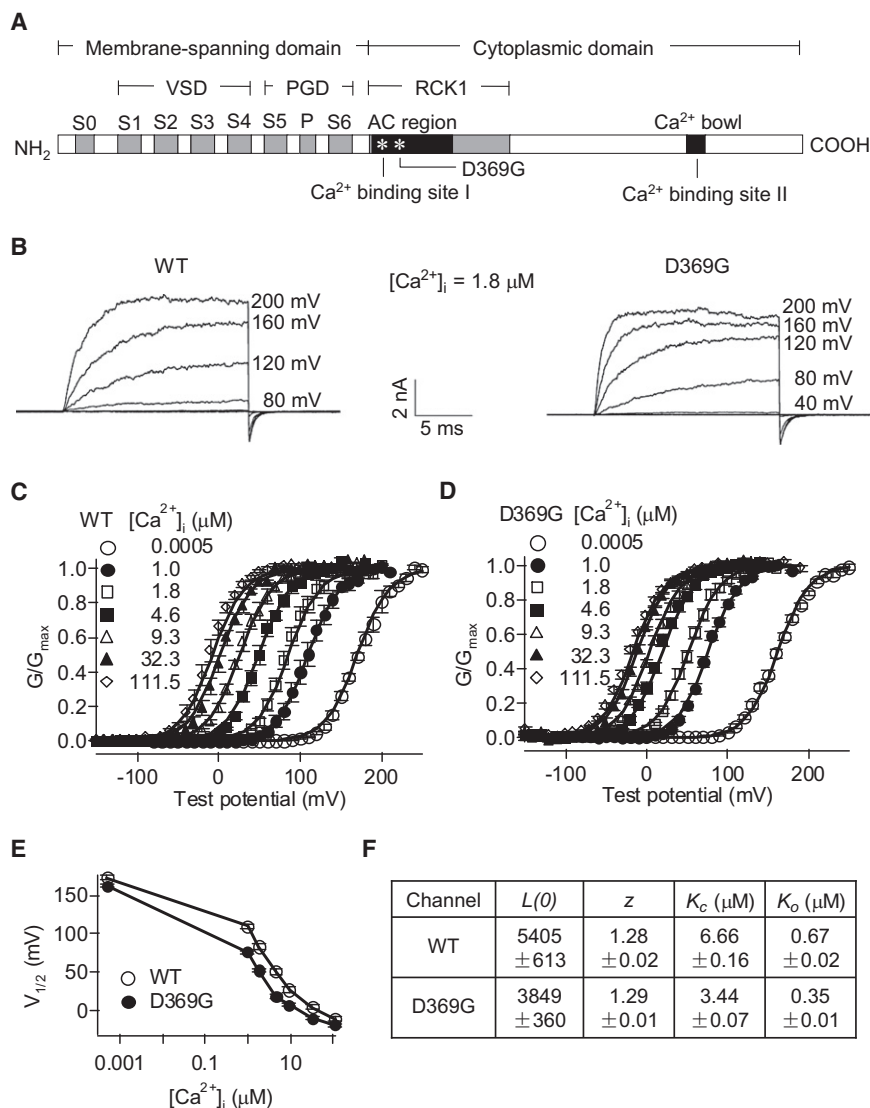 A
Membrane-spanning domain Cytoplasmic domain
VSD PGD RCK1
S0 S1 S2 S3 S4 S5 P S6 AC region Ca²⁺ bowl
NH₂ * * COOH
D369G
Ca²⁺ binding site I Ca²⁺ binding site II
B
WT
200 mV
160 mV
120 mV
80 mV
[Ca²⁺]ᵢ = 1.8 μM
2 nA
5 ms
D369G
200 mV
160 mV
120 mV
80 mV
40 mV
C
WT [Ca²⁺]ᵢ (μM)
0.0005
1.0
1.8
4.6
9.3
32.3
111.5
G/Gmax
1.0
0.8
0.6
0.4
0.2
0.0
-100 0 100 200
Test potential (mV)
D
D369G [Ca²⁺]ᵢ (μM)
0.0005
1.0
1.8
4.6
9.3
32.3
111.5
G/Gmax
1.0
0.8
0.6
0.4
0.2
0.0
-100 0 100 200
Test potential (mV)
E
V1/2 (mV)
150
100
50
0
WT
D369G
0.001 0.1 10
[Ca²⁺]ᵢ (μM)
F
Channel L(0) z Kc (μM) Ko (μM)
WT 5405 ±613 1.28 ±0.02 6.66 ±0.16 0.67 ±0.02
D369G 3849 ±360 1.29 ±0.01 3.44 ±0.07 0.35 ±0.01